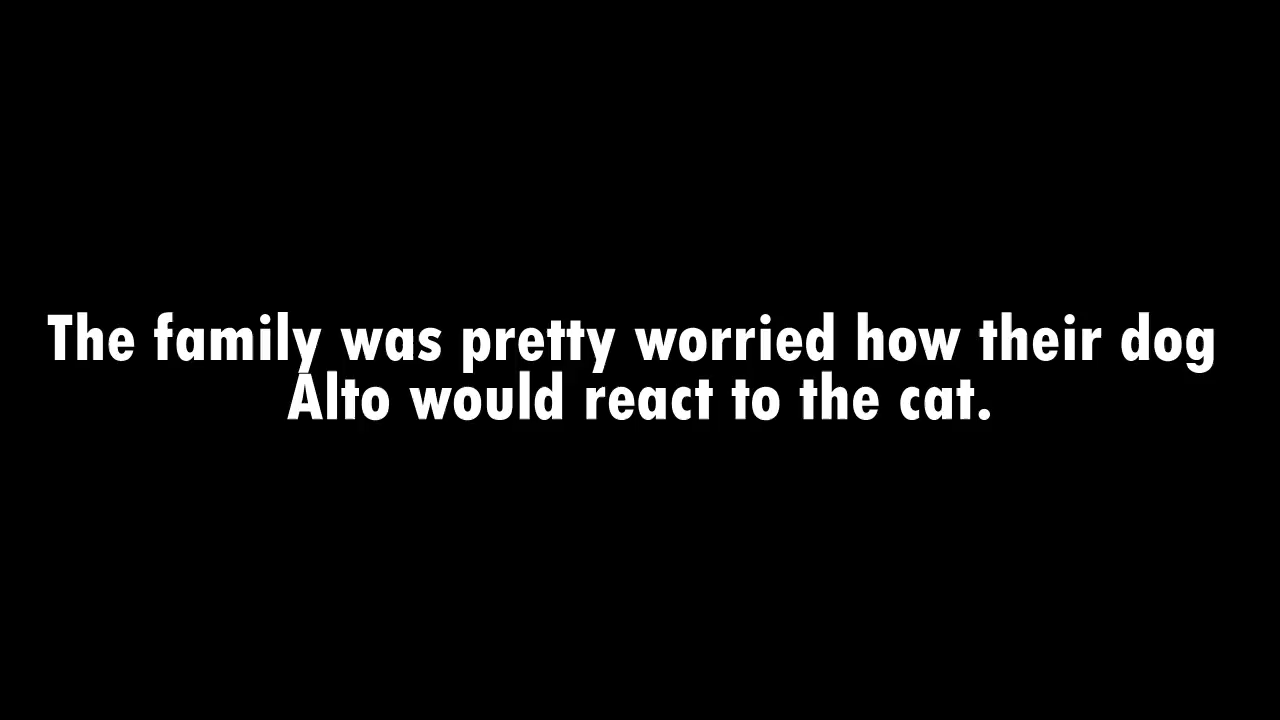 The family was pretty worried how their dog
Alto would react to the cat.